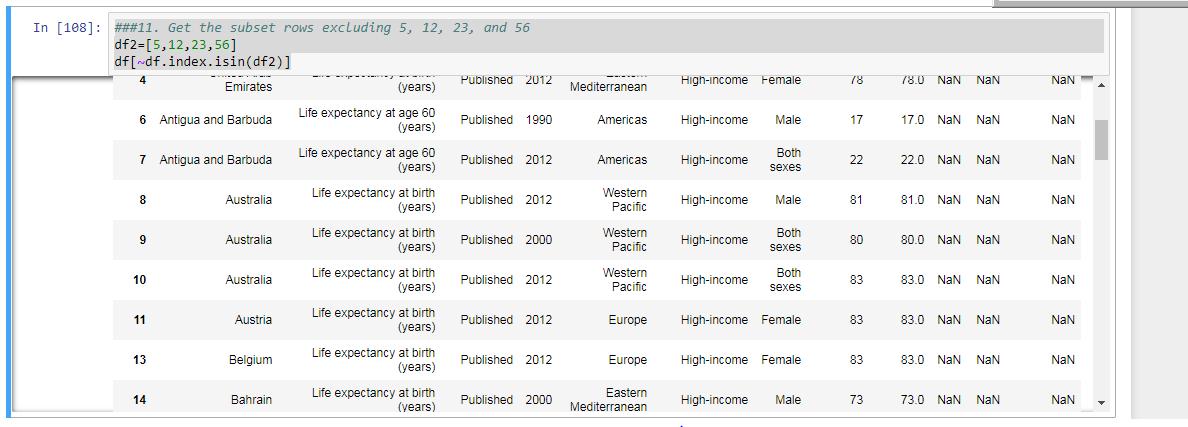 In [108]: ###11. Get the subset rows excluding 5, 12, 23, and 56
df2=[5,12,23,56]
df[~df.index.isin(df2)]
4 Emirates (years) Published 2012 Mediterranean High-income Female 78 78.0 NaN NaN NaN
6 Antigua and Barbuda Life expectancy at age 60 (years) Published 1990 Americas High-income Male 17 17.0 NaN NaN NaN
7 Antigua and Barbuda Life expectancy at age 60 (years) Published 2012 Americas High-income Both sexes 22 22.0 NaN NaN NaN
8 Australia Life expectancy at birth (years) Published 2012 Western Pacific High-income Male 81 81.0 NaN NaN NaN
9 Australia Life expectancy at birth (years) Published 2000 Western Pacific High-income Both sexes 80 80.0 NaN NaN NaN
10 Australia Life expectancy at birth (years) Published 2012 Western Pacific High-income Both sexes 83 83.0 NaN NaN NaN
11 Austria Life expectancy at birth (years) Published 2012 Europe High-income Female 83 83.0 NaN NaN NaN
13 Belgium Life expectancy at birth (years) Published 2012 Europe High-income Female 83 83.0 NaN NaN NaN
14 Bahrain Life expectancy at birth (years) Published 2000 Eastern Mediterranean High-income Male 73 73.0 NaN NaN NaN